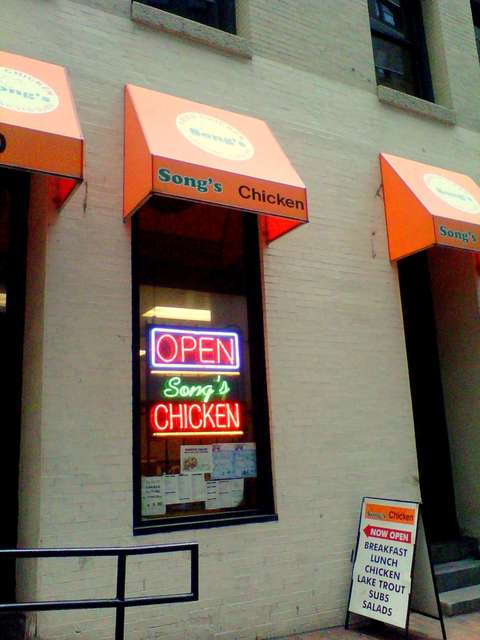 Song's
Song's
Song's Chicken
Song's
Song's
OPEN
Song's
CHICKEN
Song's Chicken
NOW OPEN
BREAKFAST
LUNCH
CHICKEN
LAKE TROUT
SUBS
SALADS